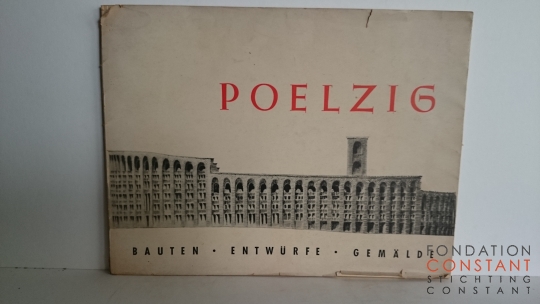 POELZIG
BAUTEN · ENTWÜRFE · GEMÄLDE
FONDATION
CONSTANT
STICHTING
CONSTANT